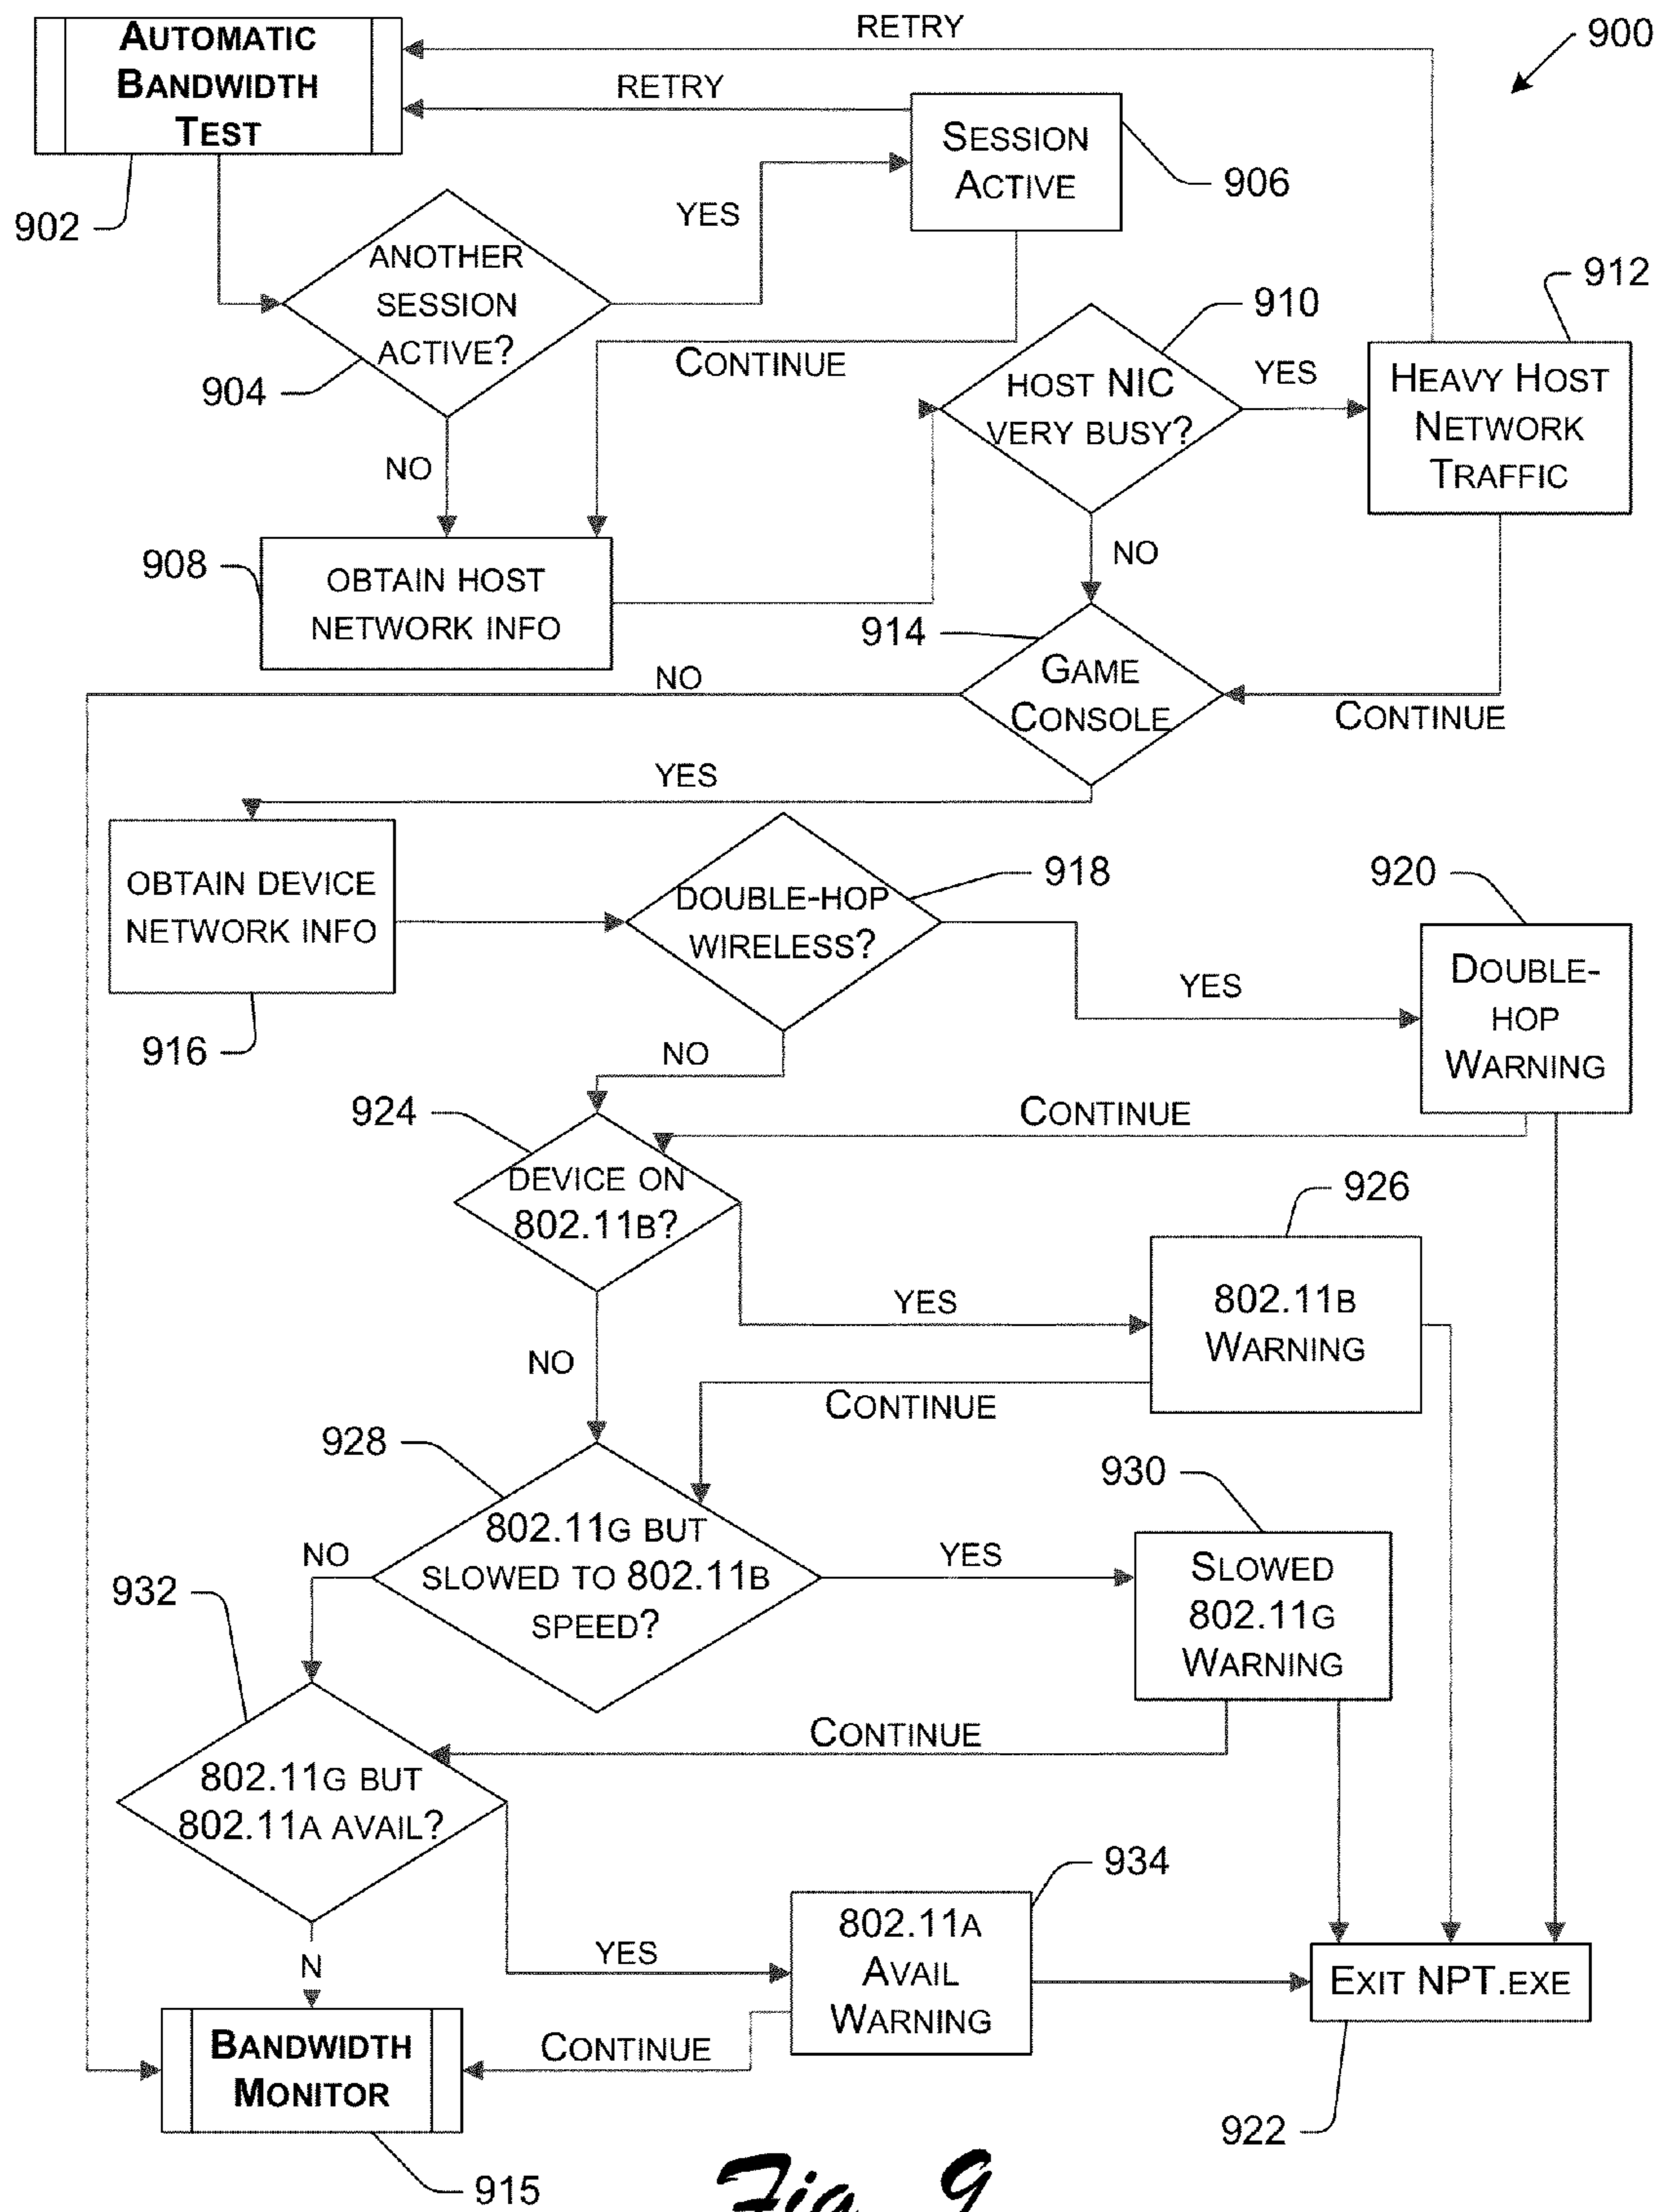 RETRY
900
AUTOMATIC
BANDWIDTH
TEST
RETRY
SESSION
ACTIVE
906
902
YES
ANOTHER
SESSION
ACTIVE?
904
CONTINUE
910
912
HOST NIC
VERY BUSY?
YES
HEAVY HOST
NETWORK
TRAFFIC
NO
NO
908
OBTAIN HOST
NETWORK INFO
914
GAME
CONSOLE
NO
CONTINUE
YES
OBTAIN DEVICE
NETWORK INFO
916
DOUBLE-HOP
WIRELESS?
918
920
YES
DOUBLE-
HOP
WARNING
NO
924
CONTINUE
DEVICE ON
802.11B?
926
YES
802.11B
WARNING
NO
CONTINUE
928
930
802.11G BUT
SLOWED TO 802.11B
SPEED?
NO
YES
SLOWED
802.11G
WARNING
932
CONTINUE
802.11G BUT
802.11A AVAIL?
934
YES
802.11A
AVAIL
WARNING
N
EXIT NPT.EXE
BANDWIDTH
MONITOR
CONTINUE
922
915
Fig. 9